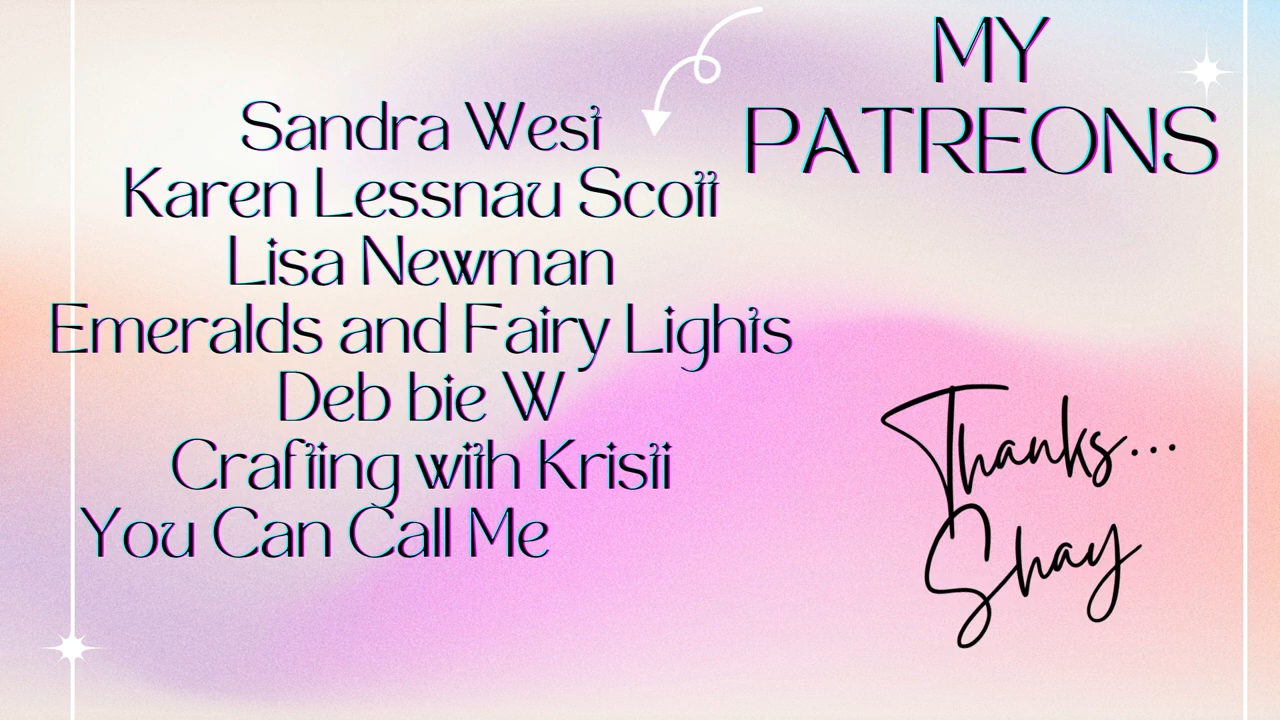 MY
PATREONS
Sandra West
Karen Lessnau Scott
Lisa Newman
Emeralds and Fairy Lights
Deb bie W
Crafting with Kristi
You Can Call Me
Thanks...
Shay